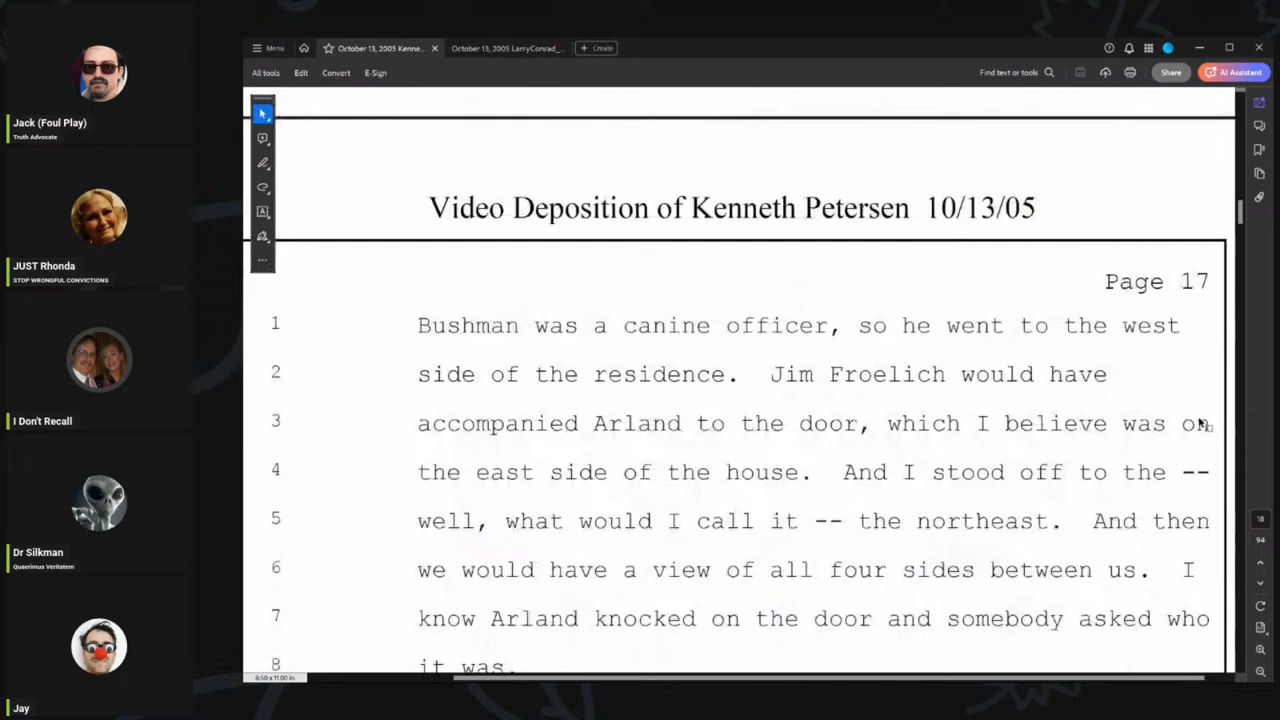 Jack (Foul Play)
Truth Advocate
JUST Rhonda
STOP WRONGFUL CONVICTIONS
I Don't Recall
Dr Silkman
Quaerimus Veritatem
Jay
Menu
October 13, 2005 Kenne...
October 13, 2005 LarryConrad_...
+ Create
All tools
Edit
Convert
E-Sign
Find text or tools
Share
AI Assistant
Video Deposition of Kenneth Petersen 10/13/05
Page 17
1 Bushman was a canine officer, so he went to the west
2 side of the residence. Jim Froelich would have
3 accompanied Arland to the door, which I believe was on
4 the east side of the house. And I stood off to the --
5 well, what would I call it -- the northeast. And then
6 we would have a view of all four sides between us. I
7 know Arland knocked on the door and somebody asked who
8 it was.
8.50 x 11.00 in
18
94